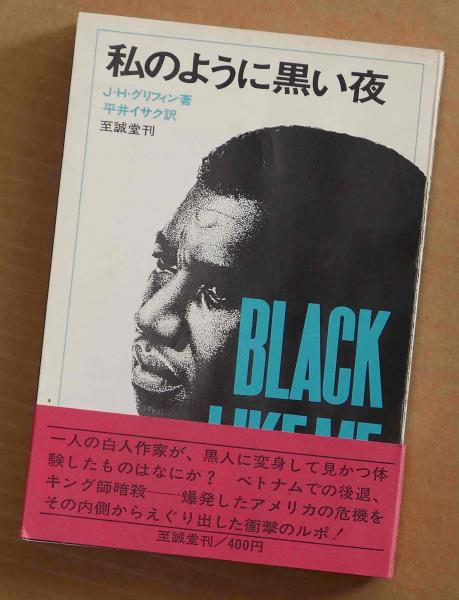 私のように黒い夜
J・H・グリフィン著
平井イサク訳
至誠堂刊
BLACK
LIKE ME
一人の白人作家が、黒人に変身して見かつ体
験したものはなにか？ ベトナムでの後退、
キング師暗殺——爆発したアメリカの危機を
その内側からえぐり出した衝撃のルポ！
至誠堂刊／400円